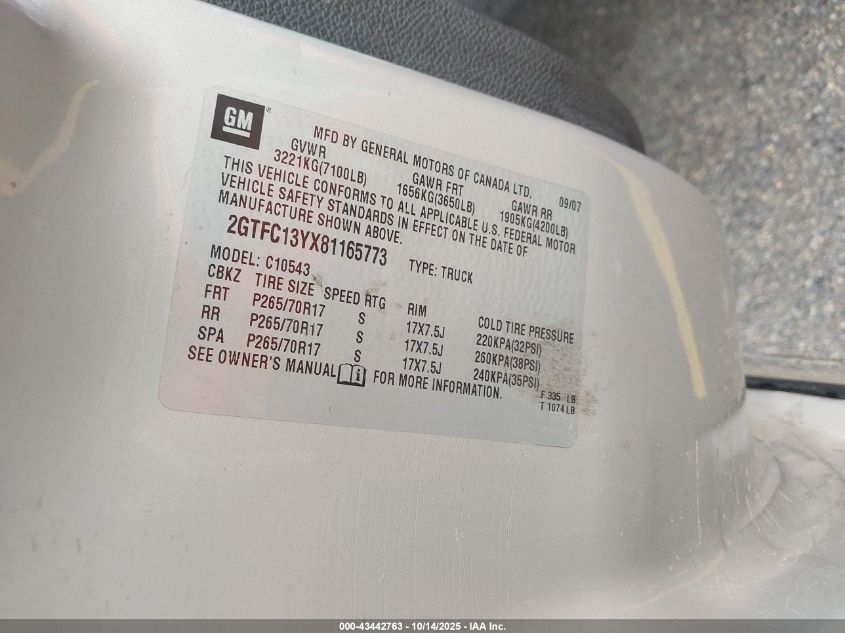 GM
®
MFD BY GENERAL MOTORS OF CANADA LTD.
GVWR GAWR FRT GAWR RR 09/07
3221KG(7100LB) 1656KG(3650LB) 1905KG(4200LB)
THIS VEHICLE CONFORMS TO ALL APPLICABLE U.S. FEDERAL MOTOR
VEHICLE SAFETY STANDARDS IN EFFECT ON THE DATE OF
MANUFACTURE SHOWN ABOVE.
2GTFC13YX81165773 TYPE: TRUCK
MODEL: C10543
CBKZ TIRE SIZE SPEED RTG RIM COLD TIRE PRESSURE
FRT P265/70R17 S 17X7.5J 220KPA(32PSI)
RR P265/70R17 S 17X7.5J 260KPA(38PSI)
SPA P265/70R17 S 17X7.5J 240KPA(35PSI)
SEE OWNER'S MANUAL i FOR MORE INFORMATION.
F 335 LB
T 1074 LB
000-43442763 | 10/14/2025 - IAA Inc.